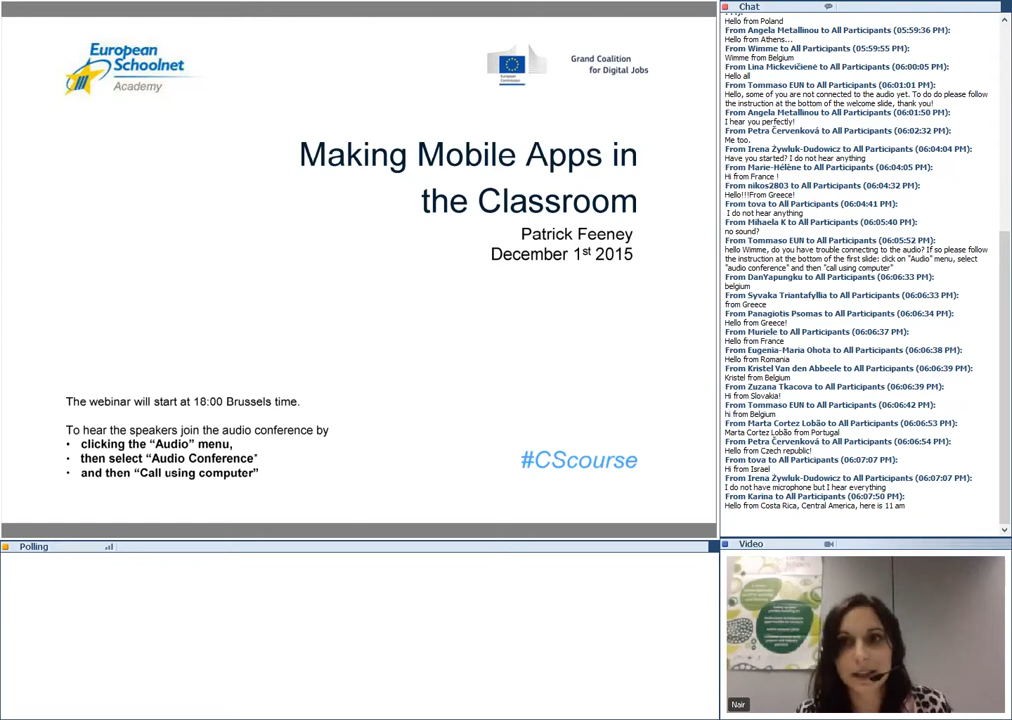 European
Schoolnet
Academy
European
Commission
Grand Coalition
for Digital Jobs
Making Mobile Apps in
the Classroom
Patrick Feeney
December 1st 2015
The webinar will start at 18:00 Brussels time.
To hear the speakers join the audio conference by
• clicking the “Audio” menu,
• then select “Audio Conference”
• and then “Call using computer”
#CScourse
Polling
Chat
Hello from Poland
From Angela Metallinou to All Participants (05:59:36 PM):
Hello from Athens...
From Wimme to All Participants (05:59:55 PM):
Wimme from Belgium
From Lina Mickevičienė to All Participants (06:00:05 PM):
Hello all
From Tommaso EUN to All Participants (06:01:01 PM):
Hello, some of you are not connected to the audio yet. To do do please follow
the instruction at the bottom of the welcome slide, thank you!
From Angela Metallinou to All Participants (06:01:50 PM):
I hear you perfectly!
From Petra Červenková to All Participants (06:02:32 PM):
Me too.
From Irena Żywluk-Dudowicz to All Participants (06:04:04 PM):
Have you started? I do not hear anything
From Marie-Hélène to All Participants (06:04:05 PM):
Hi from France !
From nikos2803 to All Participants (06:04:32 PM):
Hello!!!From Greece!
From tova to All Participants (06:04:41 PM):
I do not hear anything
From Mihaela K to All Participants (06:05:40 PM):
no sound?
From Tommaso EUN to All Participants (06:05:52 PM):
hello Wimme, do you have trouble connecting to the audio? If so please follow
the instruction at the bottom of the first slide: click on "Audio" menu, select
"audio conference" and then "call using computer"
From DanYapungku to All Participants (06:06:33 PM):
belgium
From Syvaka Triantafyllia to All Participants (06:06:33 PM):
from Greece
From Panagiotis Psomas to All Participants (06:06:34 PM):
Hello from Greece!
From Muriele to All Participants (06:06:37 PM):
Hello from France
From Eugenia-Maria Ohota to All Participants (06:06:38 PM):
Hello from Romania
From Kristel Van den Abbeele to All Participants (06:06:39 PM):
Kristel from Belgium
From Zuzana Tkacova to All Participants (06:06:39 PM):
Hi from Slovakia!
From Tommaso EUN to All Participants (06:06:42 PM):
hi from Belgium
From Marta Cortez Lobão to All Participants (06:06:53 PM):
Marta Cortez Lobão from Portugal
From Petra Červenková to All Participants (06:06:54 PM):
Hello from Czech republic!
From tova to All Participants (06:07:07 PM):
Hi from Israel
From Irena Żywluk-Dudowicz to All Participants (06:07:07 PM):
I do not have microphone but I hear everything
From Karina to All Participants (06:07:50 PM):
Hello from Costa Rica, Central America, here is 11 am
Video
Nair